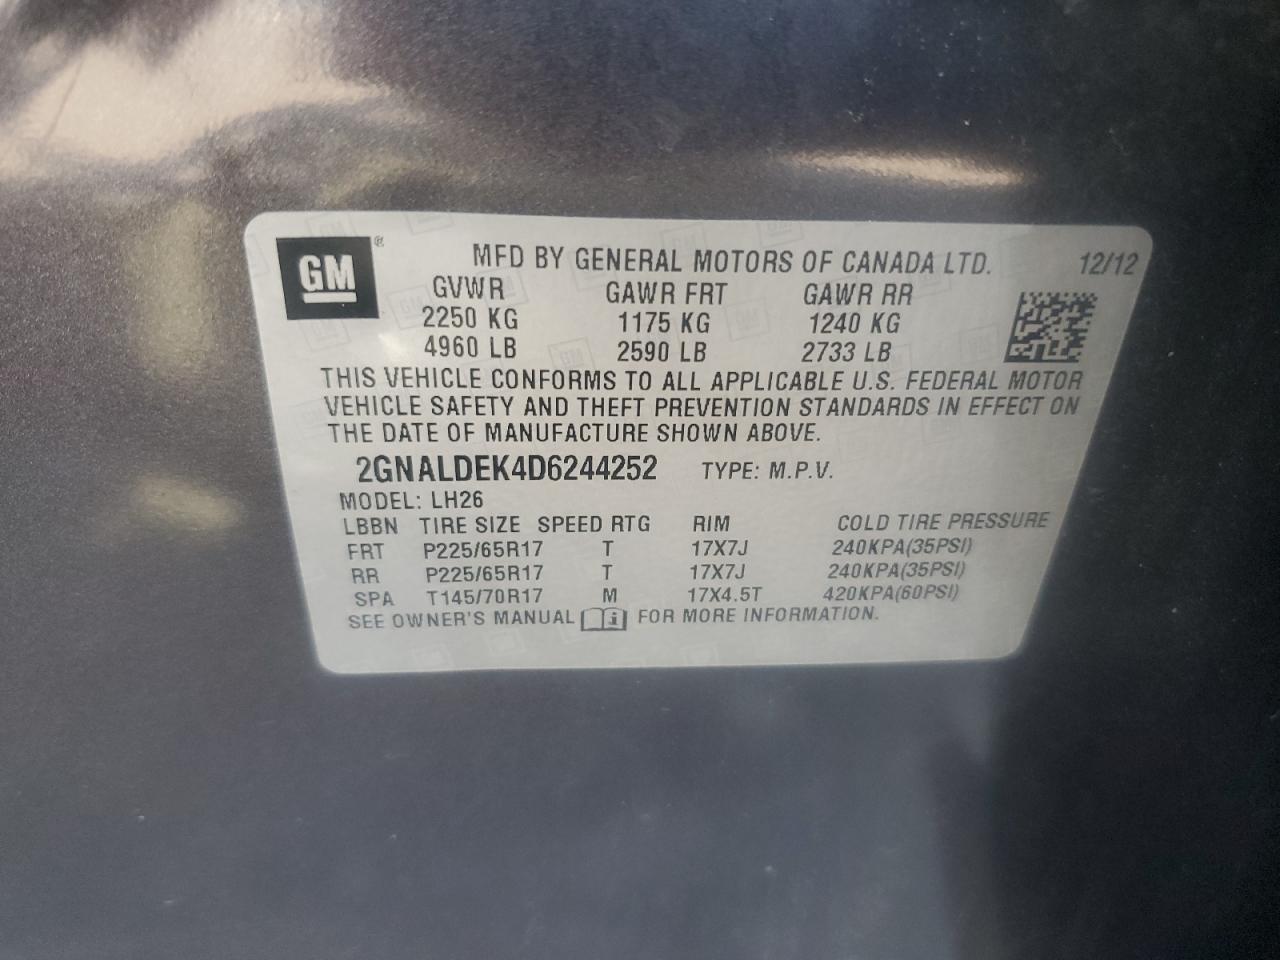 GM ®
MFD BY GENERAL MOTORS OF CANADA LTD. 12/12
GVWR GAWR FRT GAWR RR
2250 KG 1175 KG 1240 KG
4960 LB 2590 LB 2733 LB
THIS VEHICLE CONFORMS TO ALL APPLICABLE U.S. FEDERAL MOTOR
VEHICLE SAFETY AND THEFT PREVENTION STANDARDS IN EFFECT ON
THE DATE OF MANUFACTURE SHOWN ABOVE.
2GNALDEK4D6244252 TYPE: M.P.V.
MODEL: LH26
LBBN TIRE SIZE SPEED RTG RIM COLD TIRE PRESSURE
FRT P225/65R17 T 17X7J 240KPA(35PSI)
RR P225/65R17 T 17X7J 240KPA(35PSI)
SPA T145/70R17 M 17X4.5T 420KPA(60PSI)
SEE OWNER'S MANUAL i FOR MORE INFORMATION.